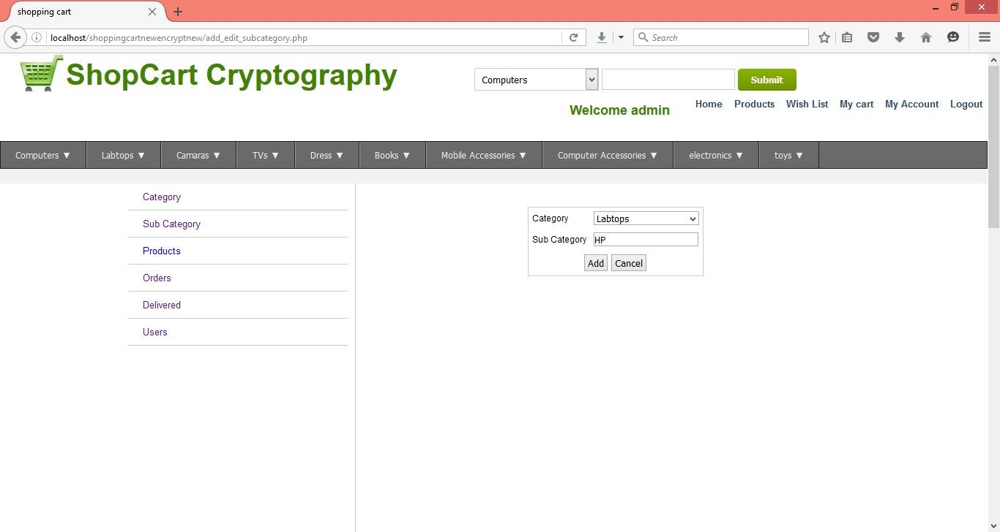 shopping cart
localhost/shoppingcartnewencryptnew/add_edit_subcategory.php
Search
ShopCart Cryptography
Computers
Submit
Welcome admin
Home Products Wish List My cart My Account Logout
Computers ▼ Labtops ▼ Camaras ▼ TVs ▼ Dress ▼ Books ▼ Mobile Accessories ▼ Computer Accessories ▼ electronics ▼ toys ▼
Category
Sub Category
Products
Orders
Delivered
Users
Category Labtops
Sub Category HP
Add Cancel